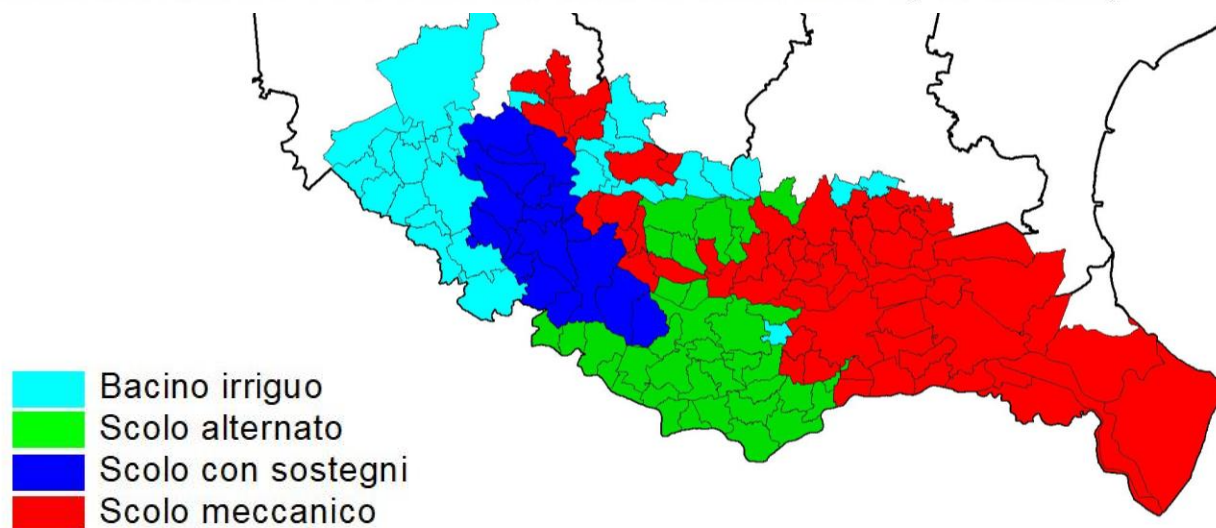 Bacino irriguo
Scolo alternato
Scolo con sostegni
Scolo meccanico